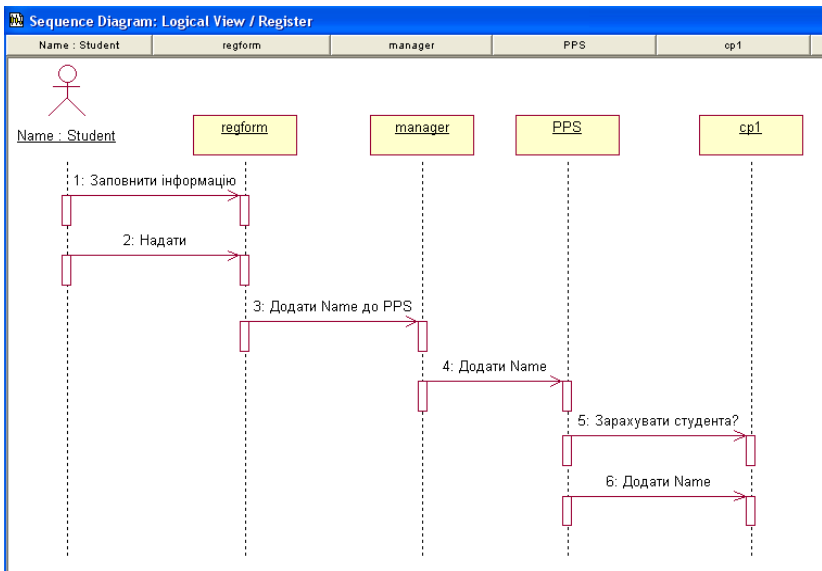 Sequence Diagram: Logical View / Register
Name : Student
regform
manager
PPS
cp1
Name : Student
regform
manager
PPS
cp1
1: Заповнити інформацію
2: Надати
3: Додати Name до PPS
4: Додати Name
5: Зарахувати студента?
6: Додати Name